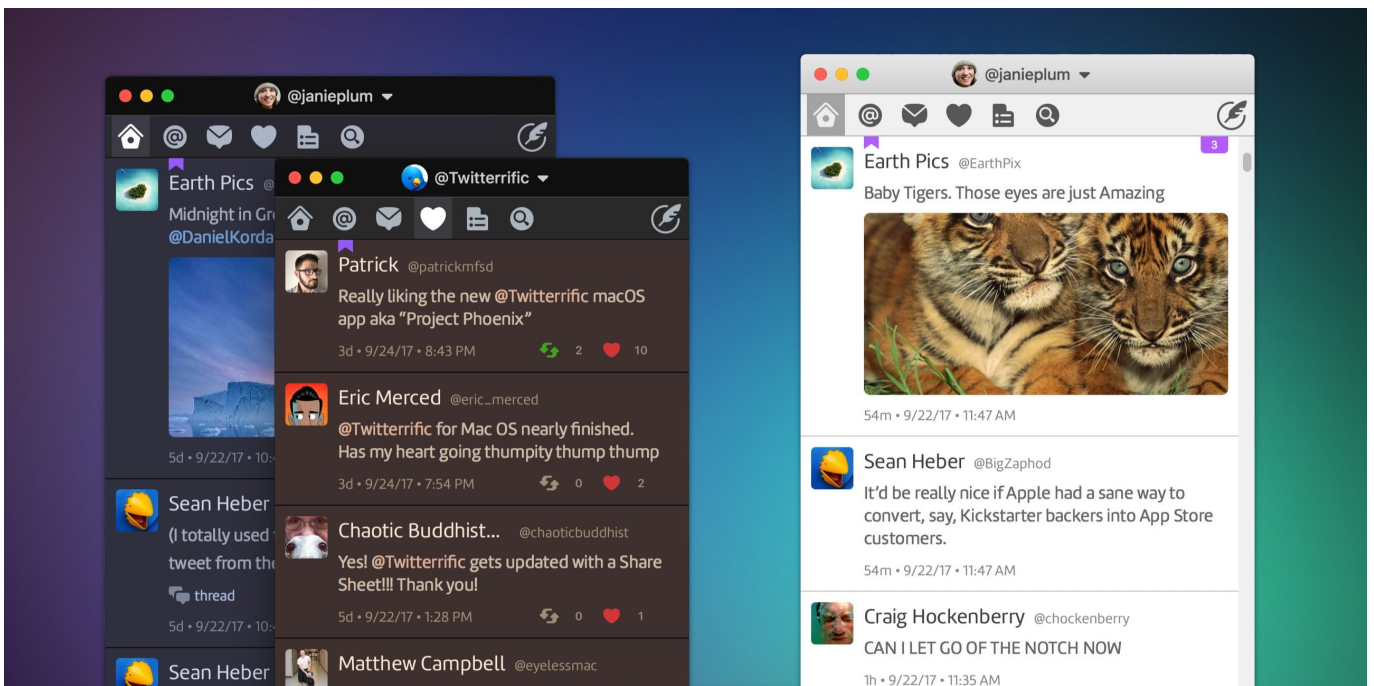 @janieplum
Earth Pics @
Midnight in Gr
@DanielKorda
5d • 9/22/17 • 10:
Sean Heber
(I totally used
tweet from the
thread
5d • 9/22/17 • 10:
Sean Heber
@Twitterrific
Patrick @patrickmfsd
Really liking the new @Twitterrific macOS
app aka “Project Phoenix”
3d • 9/24/17 • 8:43 PM 2 10
Eric Merced @eric_merced
@Twitterrific for Mac OS nearly finished.
Has my heart going thumpity thump thump
3d • 9/24/17 • 7:54 PM 0 2
Chaotic Buddhist... @chaoticbuddhist
Yes! @Twitterrific gets updated with a Share
Sheet!!! Thank you!
5d • 9/22/17 • 1:28 PM 0 1
Matthew Campbell @eyelessmac
@janieplum
3
Earth Pics @EarthPix
Baby Tigers. Those eyes are just Amazing
54m • 9/22/17 • 11:47 AM
Sean Heber @BigZaphod
It’d be really nice if Apple had a sane way to
convert, say, Kickstarter backers into App Store
customers.
54m • 9/22/17 • 11:47 AM
Craig Hockenberry @chockenberry
CAN I LET GO OF THE NOTCH NOW
1h • 9/22/17 • 11:35 AM